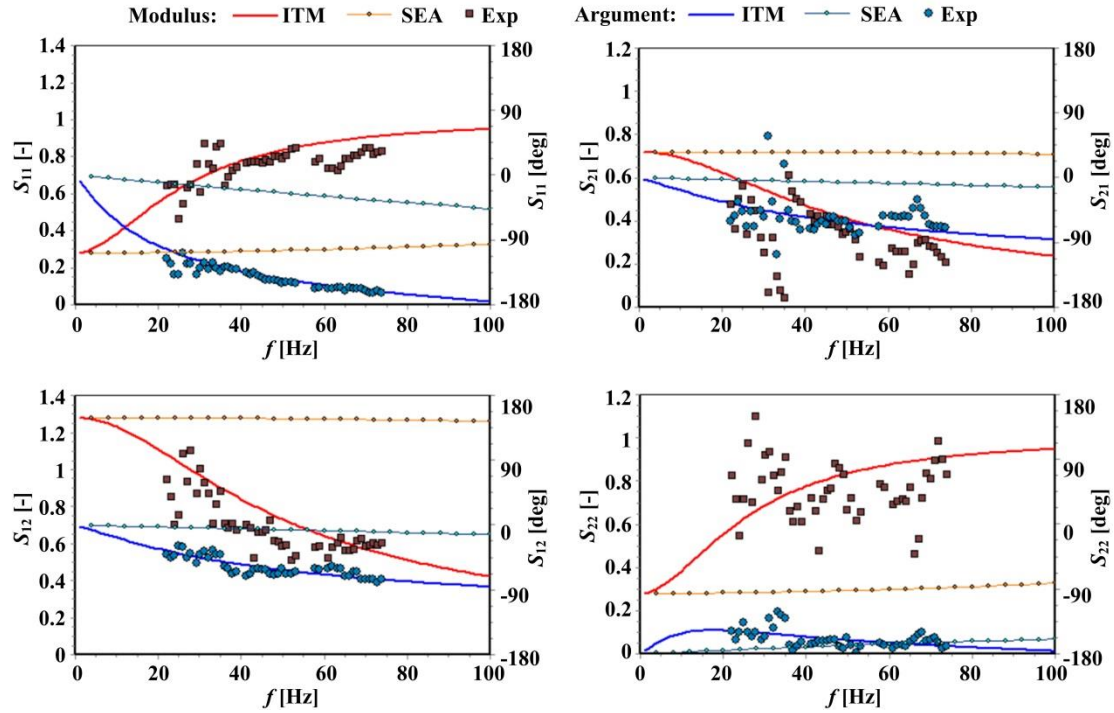 Modulus: ITM SEA Exp Argument: ITM SEA Exp
1.4 180
1.2
1 90
0.8
0.6 0
0.4
-90
0.2
0 -180
0 20 40 60 80 100
S11 [-]
S11 [deg]
f [Hz]
1.2 180
1
90
0.8
0.6 0
0.4
-90
0.2
0 -180
0 20 40 60 80 100
S21 [-]
S21 [deg]
f [Hz]
1.4 180
1.2
1 90
0.8
0.6 0
0.4
-90
0.2
0 -180
0 20 40 60 80 100
S12 [-]
S12 [deg]
f [Hz]
1.2 180
1
90
0.8
0.6 0
0.4
-90
0.2
0 -180
0 20 40 60 80 100
S22 [-]
S22 [deg]
f [Hz]